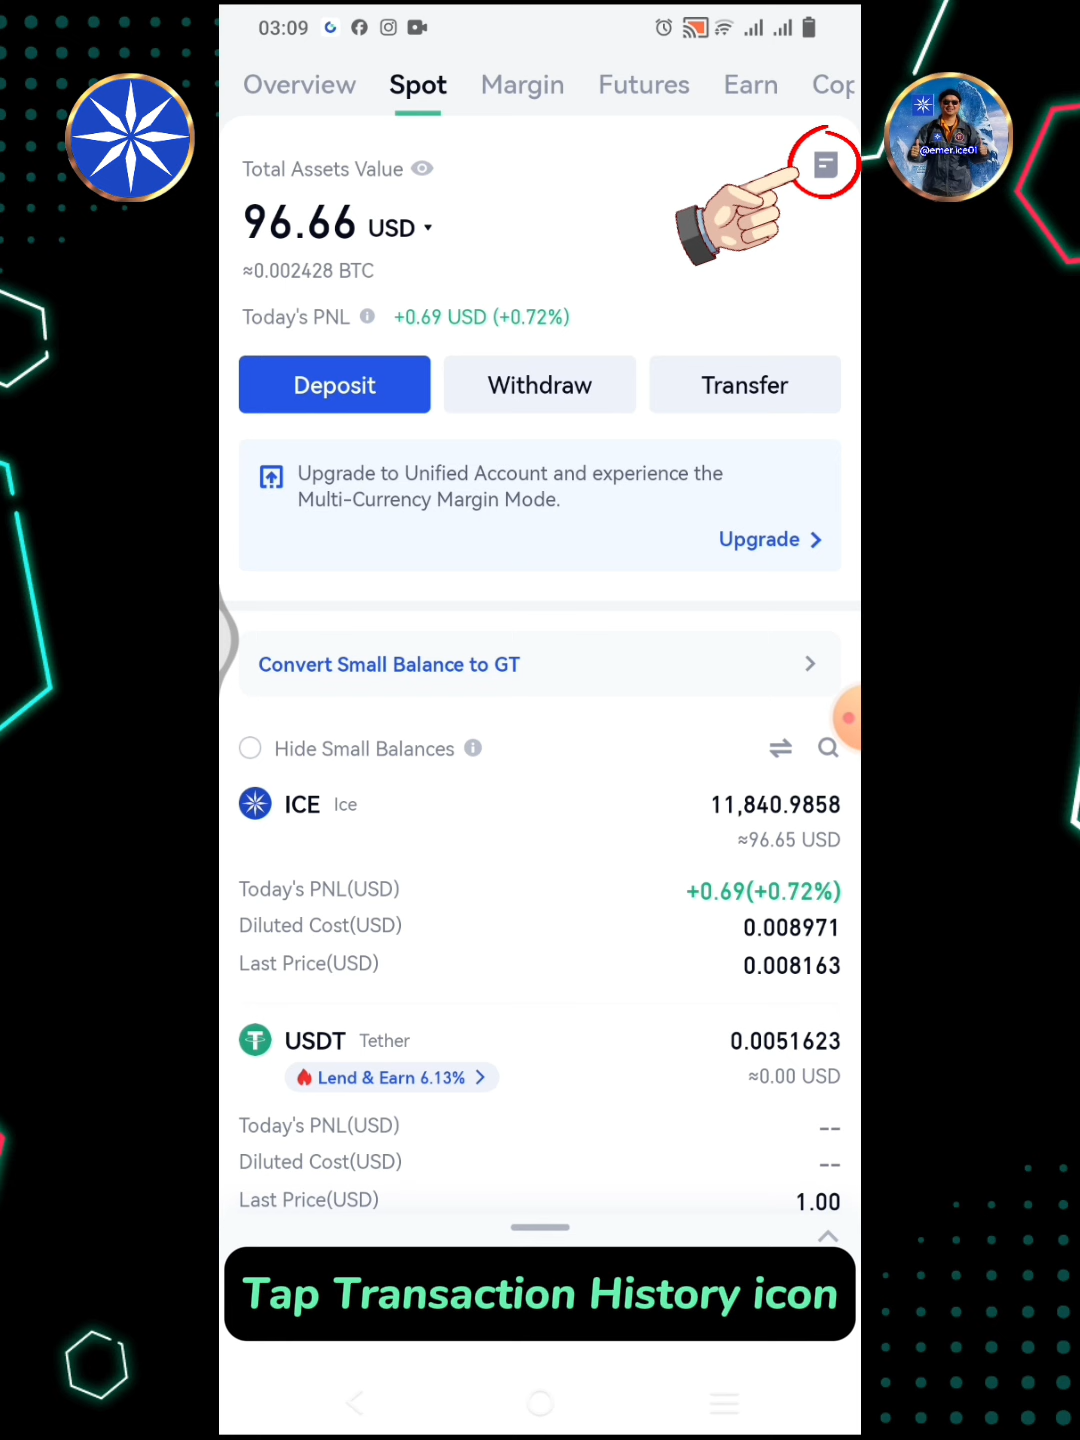 03:09
Overview Spot Margin Futures Earn Cop
@emer.ice01
Total Assets Value
96.66 USD
≈0.002428 BTC
Today's PNL +0.69 USD (+0.72%)
Deposit Withdraw Transfer
Upgrade to Unified Account and experience the
Multi-Currency Margin Mode.
Upgrade
Convert Small Balance to GT
Hide Small Balances
ICE Ice 11,840.9858
≈96.65 USD
Today's PNL(USD) +0.69(+0.72%)
Diluted Cost(USD) 0.008971
Last Price(USD) 0.008163
USDT Tether 0.0051623
Lend & Earn 6.13% ≈0.00 USD
Today's PNL(USD) --
Diluted Cost(USD) --
Last Price(USD) 1.00
Tap Transaction History icon